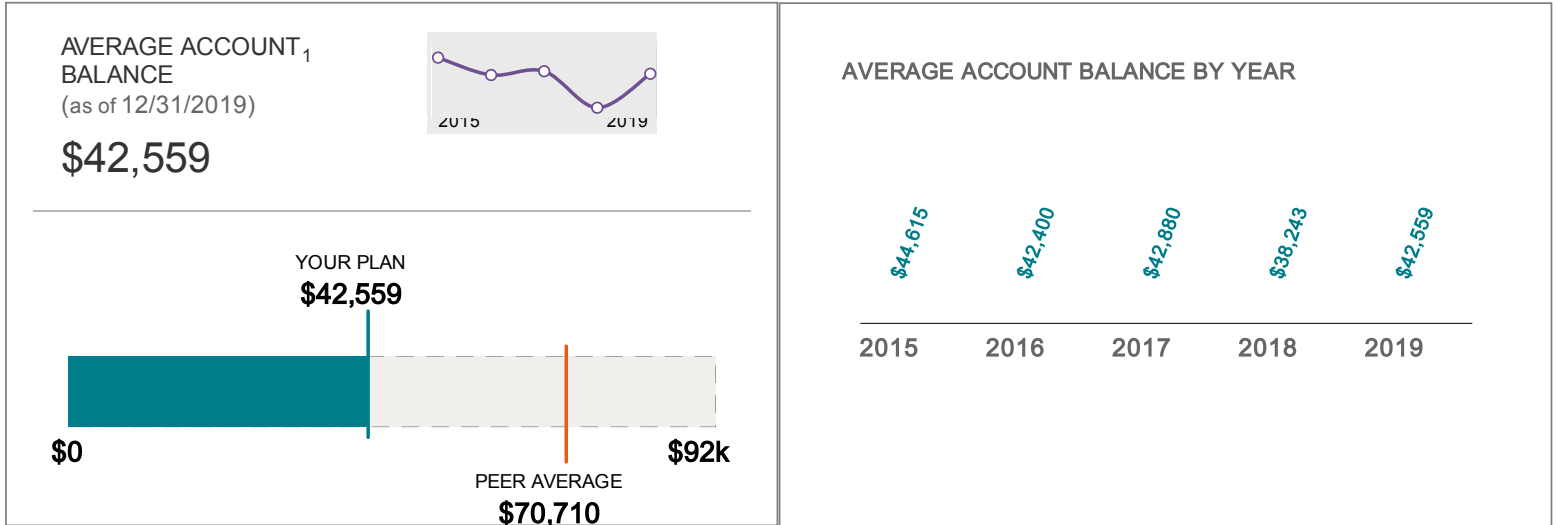 AVERAGE ACCOUNT1
BALANCE
(as of 12/31/2019)
$42,559
2015 2019
YOUR PLAN
$42,559
$0 $92k
PEER AVERAGE
$70,710
AVERAGE ACCOUNT BALANCE BY YEAR
$44,615 $42,400 $42,880 $38,243 $42,559
2015 2016 2017 2018 2019